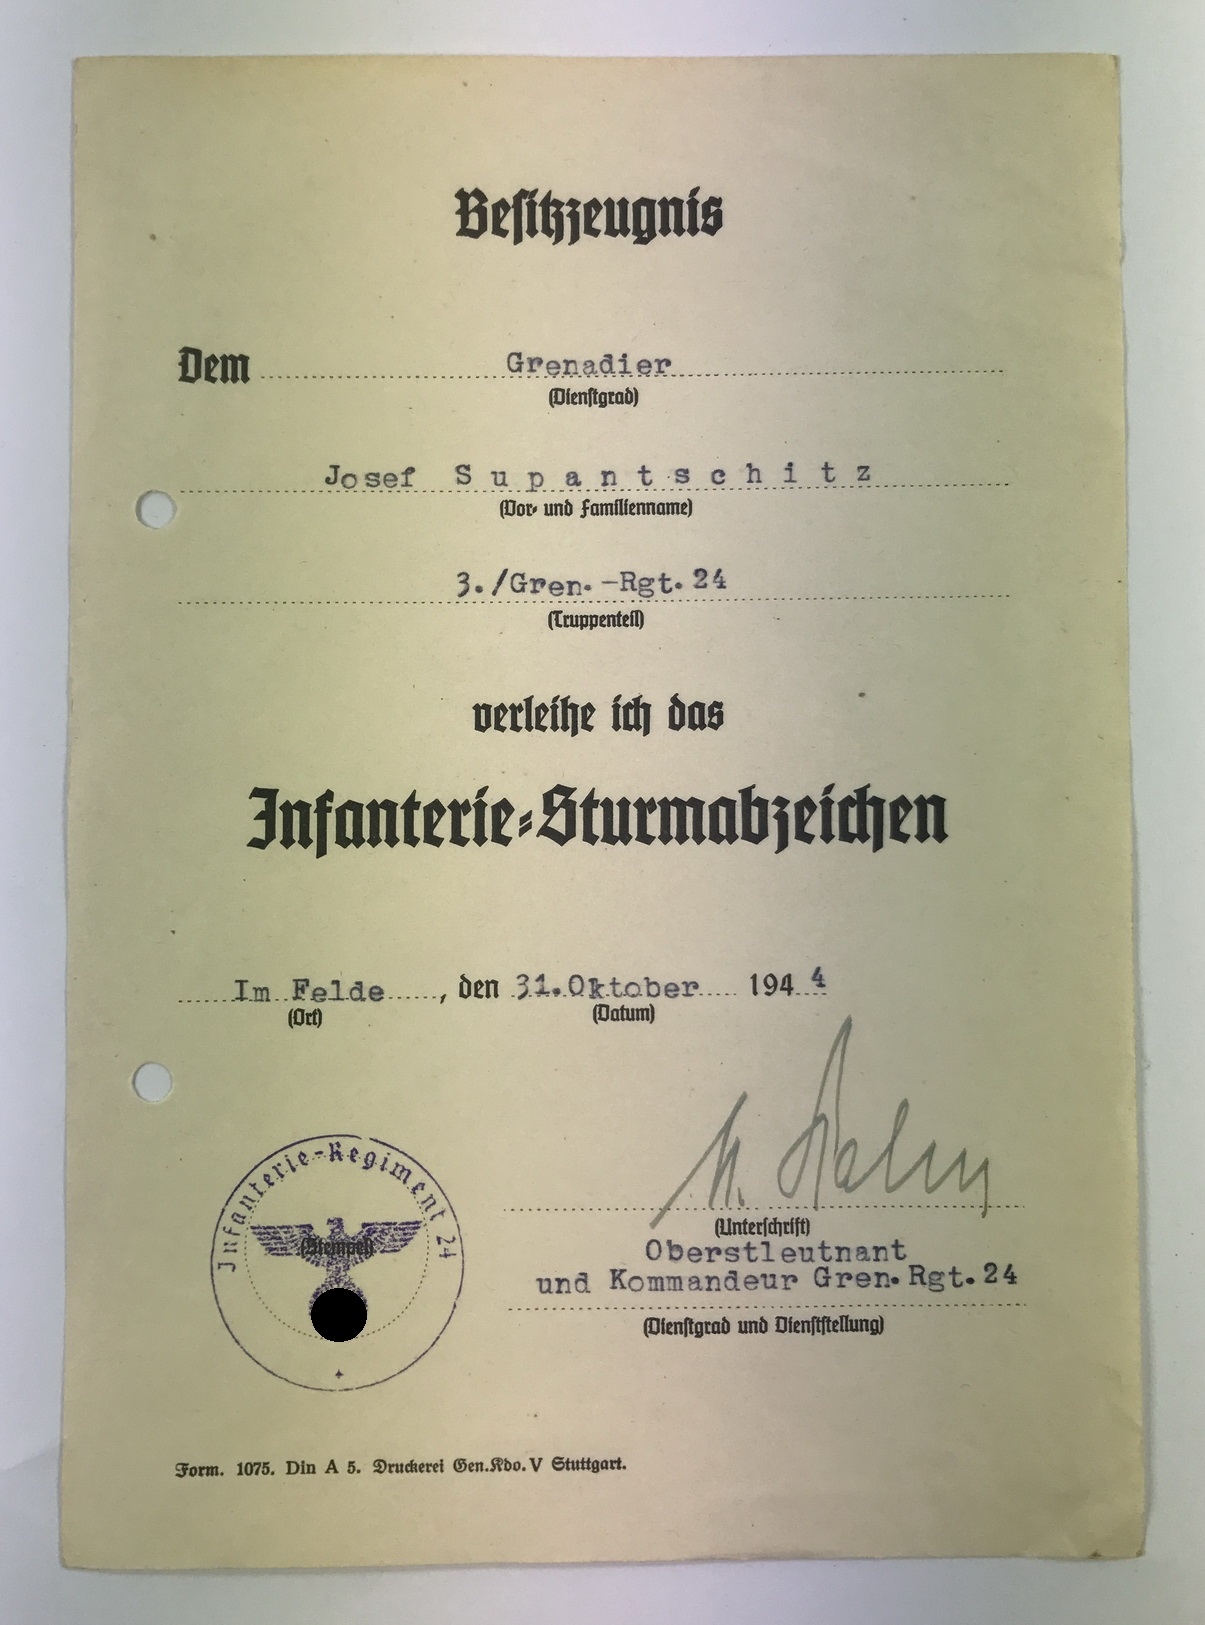 Besitzzeugnis
Dem Grenadier
(Dienstgrad)
Josef Supantschitz
(Vor- und Familienname)
3./Gren.-Rgt. 24
(Truppenteil)
verleihe ich das
Infanterie-Sturmabzeichen
Im Felde, den 31. Oktober 1944
(Ort) (Datum)
Infanterie-Regiment 24
(Stempel)
(Unterschrift)
Oberstleutnant
und Kommandeur Gren. Rgt. 24
(Dienstgrad und Dienststellung)
Form. 1075. Din A 5. Druckerei Gen.Kdo. V Stuttgart.